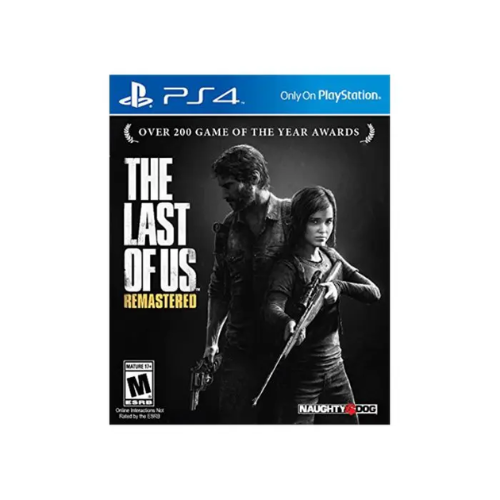 PS4
Only On PlayStation®
OVER 200 GAME OF THE YEAR AWARDS
THE
LAST
OF US™
REMASTERED
MATURE 17+
M
ESRB
Online Interactions Not
Rated by the ESRB
NAUGHTY DOG